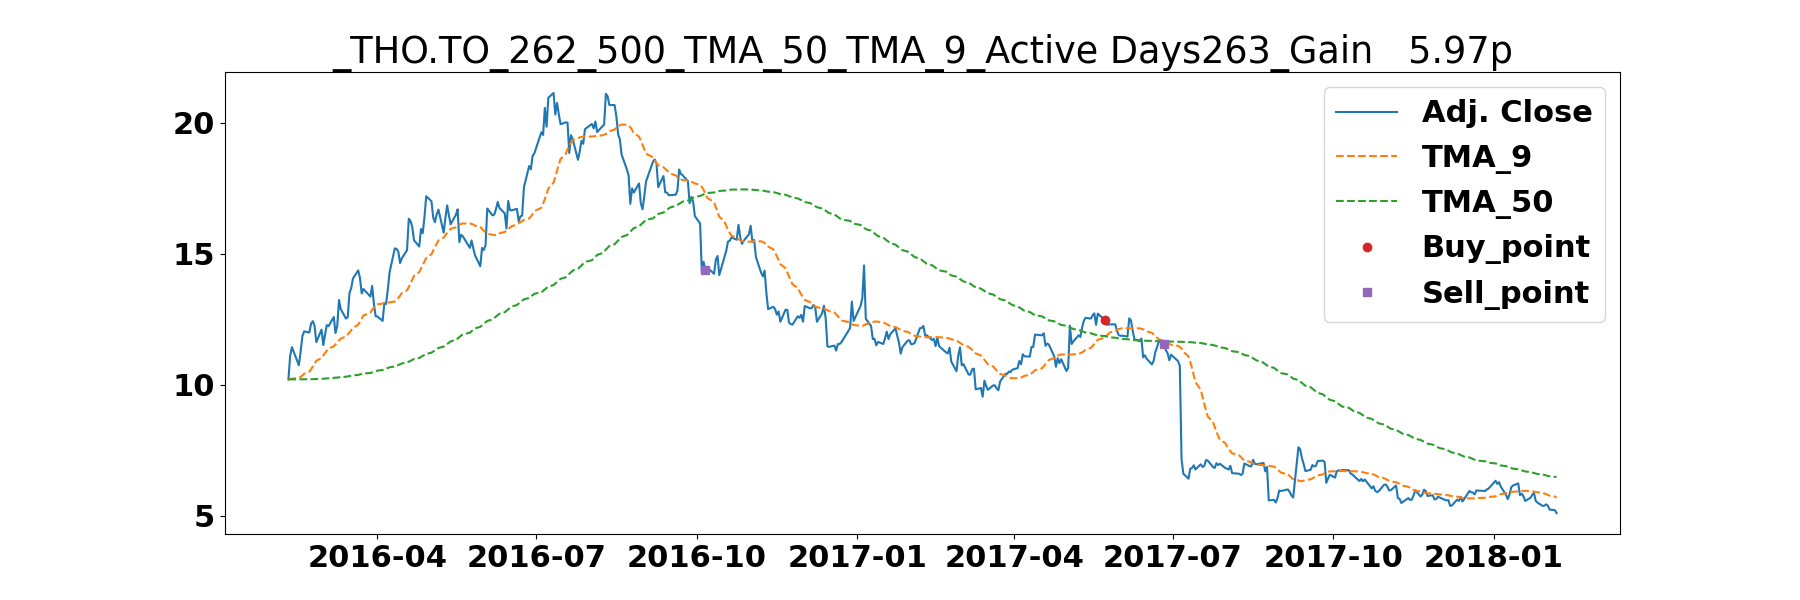 _THO.TO_262_500_TMA_50_TMA_9_Active Days263_Gain   5.97p
Adj. Close
TMA_9
TMA_50
Buy_point
Sell_point
20
15
10
5
2016-04 2016-07 2016-10 2017-01 2017-04 2017-07 2017-10 2018-01